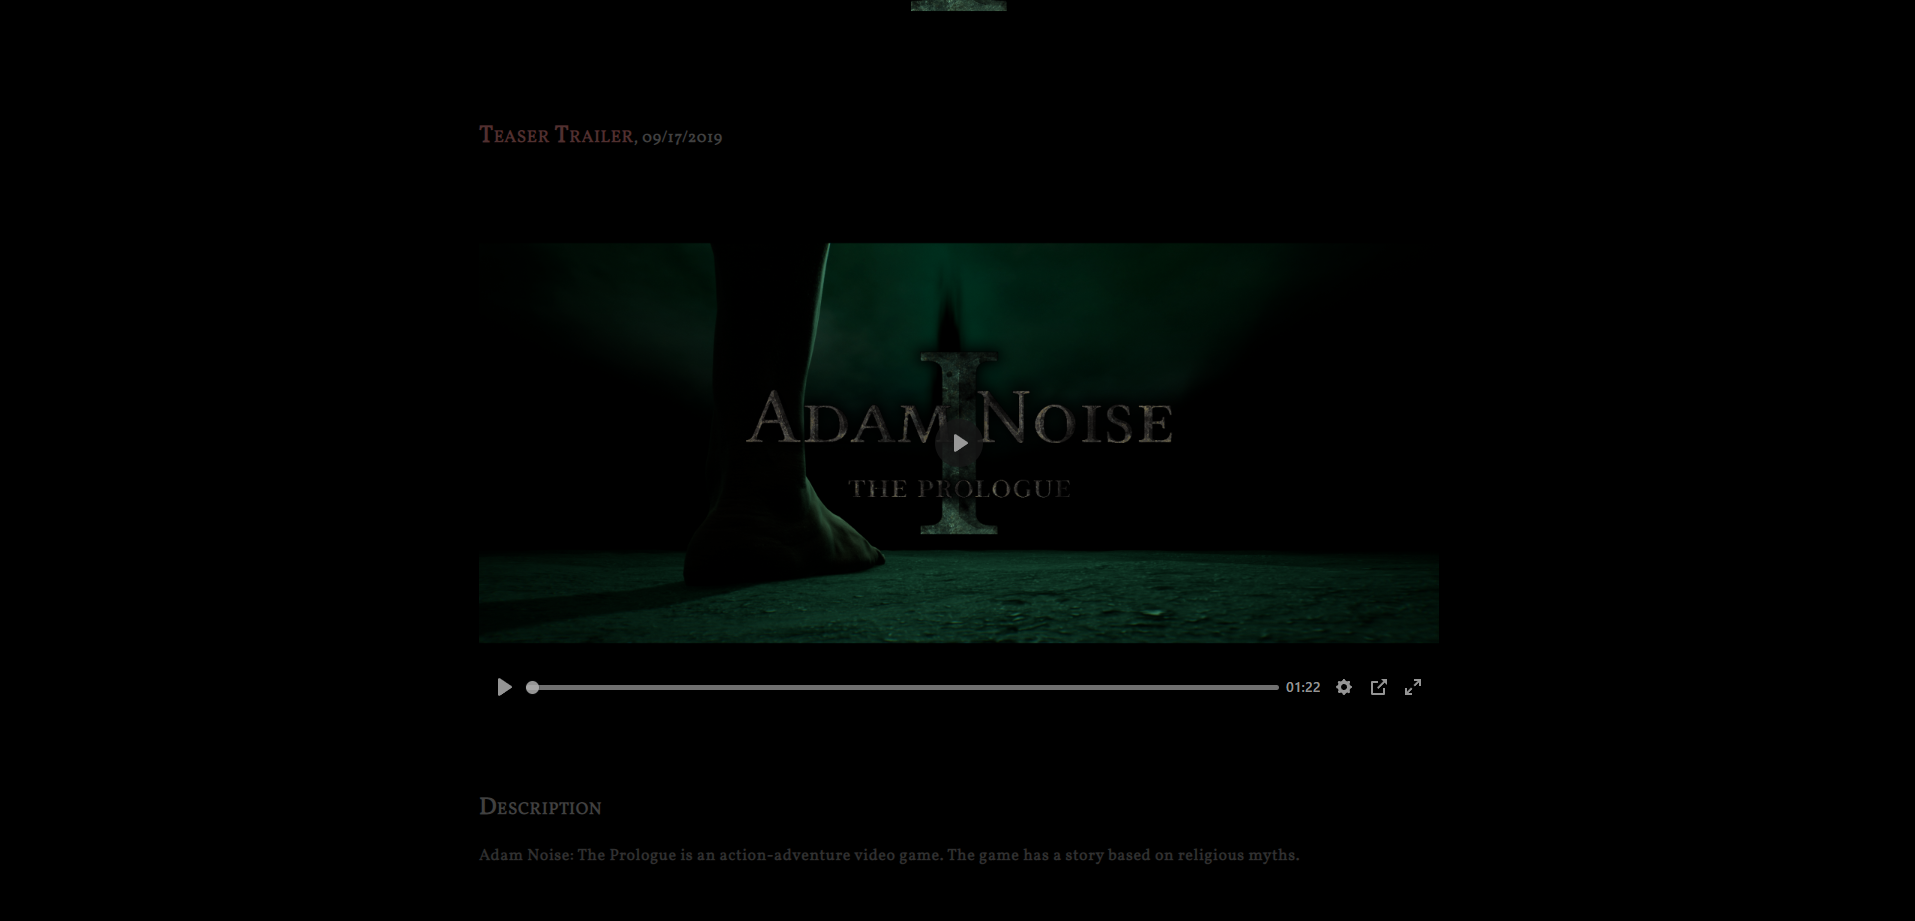 Teaser Trailer, 09/17/2019
I
Adam Noise
THE PROLOGUE
01:22
Description
Adam Noise: The Prologue is an action-adventure video game. The game has a story based on religious myths.